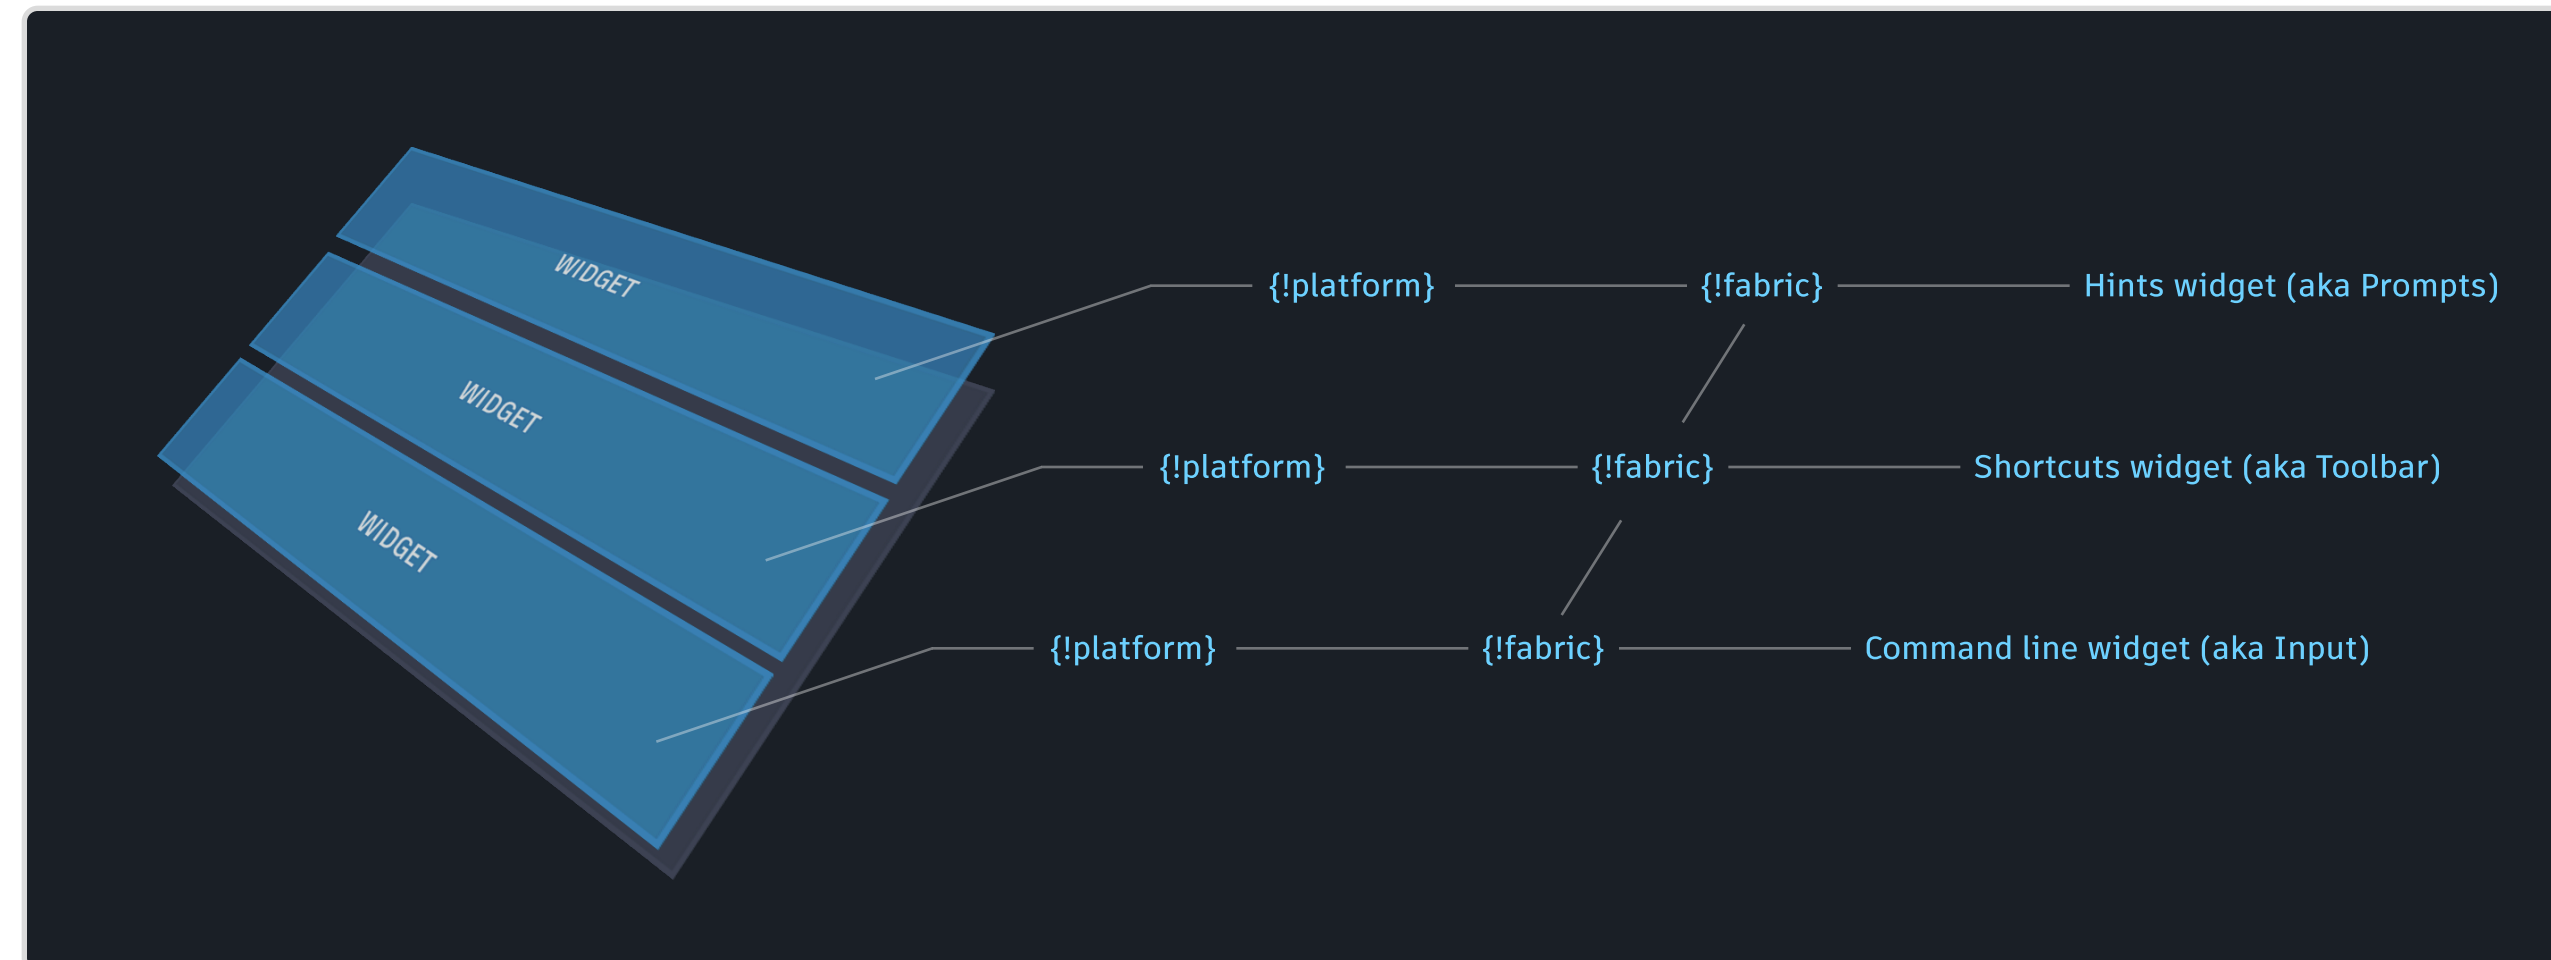 WIDGET
{!platform} {!fabric} Hints widget (aka Prompts)
WIDGET
{!platform} {!fabric} Shortcuts widget (aka Toolbar)
WIDGET
{!platform} {!fabric} Command line widget (aka Input)